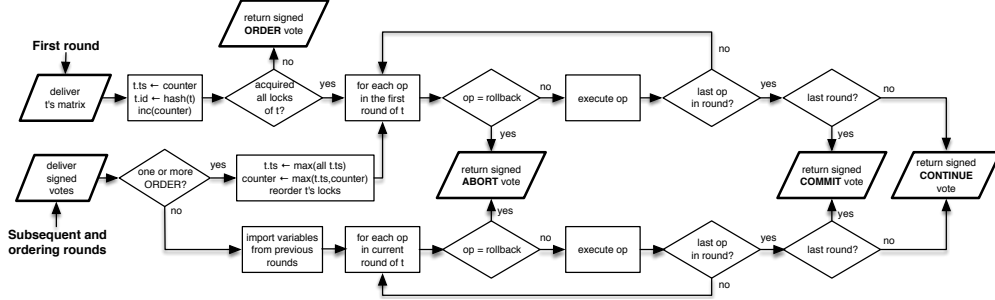 return signed
ORDER vote
First round
no
no
deliver
t's matrix
t.ts ← counter
t.id ← hash(t)
inc(counter)
acquired
all locks
of t?
yes
for each op
in the first
round of t
op = rollback
no
execute op
last op
in round?
yes
last round?
no
yes
yes
deliver
signed
votes
one or more
ORDER?
yes
t.ts ← max(all t.ts)
counter ← max(t.ts,counter)
reorder t's locks
return signed
ABORT vote
return signed
COMMIT vote
return signed
CONTINUE
vote
no
yes
yes
Subsequent and
ordering rounds
import variables
from previous
rounds
for each op
in current
round of t
op = rollback
no
execute op
last op
in round?
yes
last round?
no
no